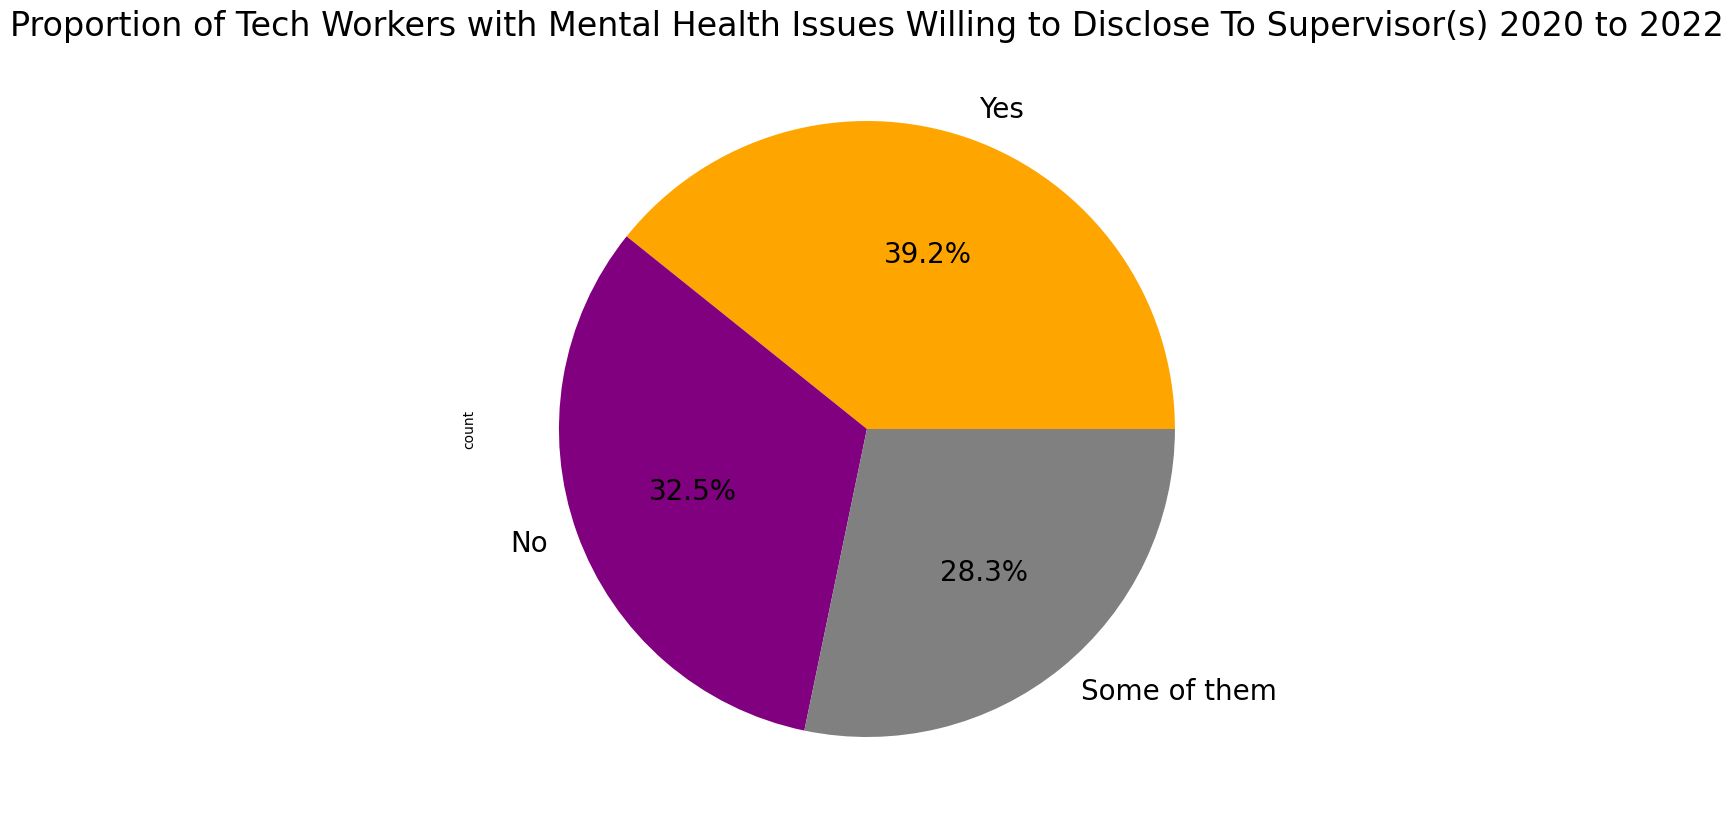 Proportion of Tech Workers with Mental Health Issues Willing to Disclose To Supervisor(s) 2020 to 2022
Yes
39.2%
count
32.5%
No
28.3%
Some of them